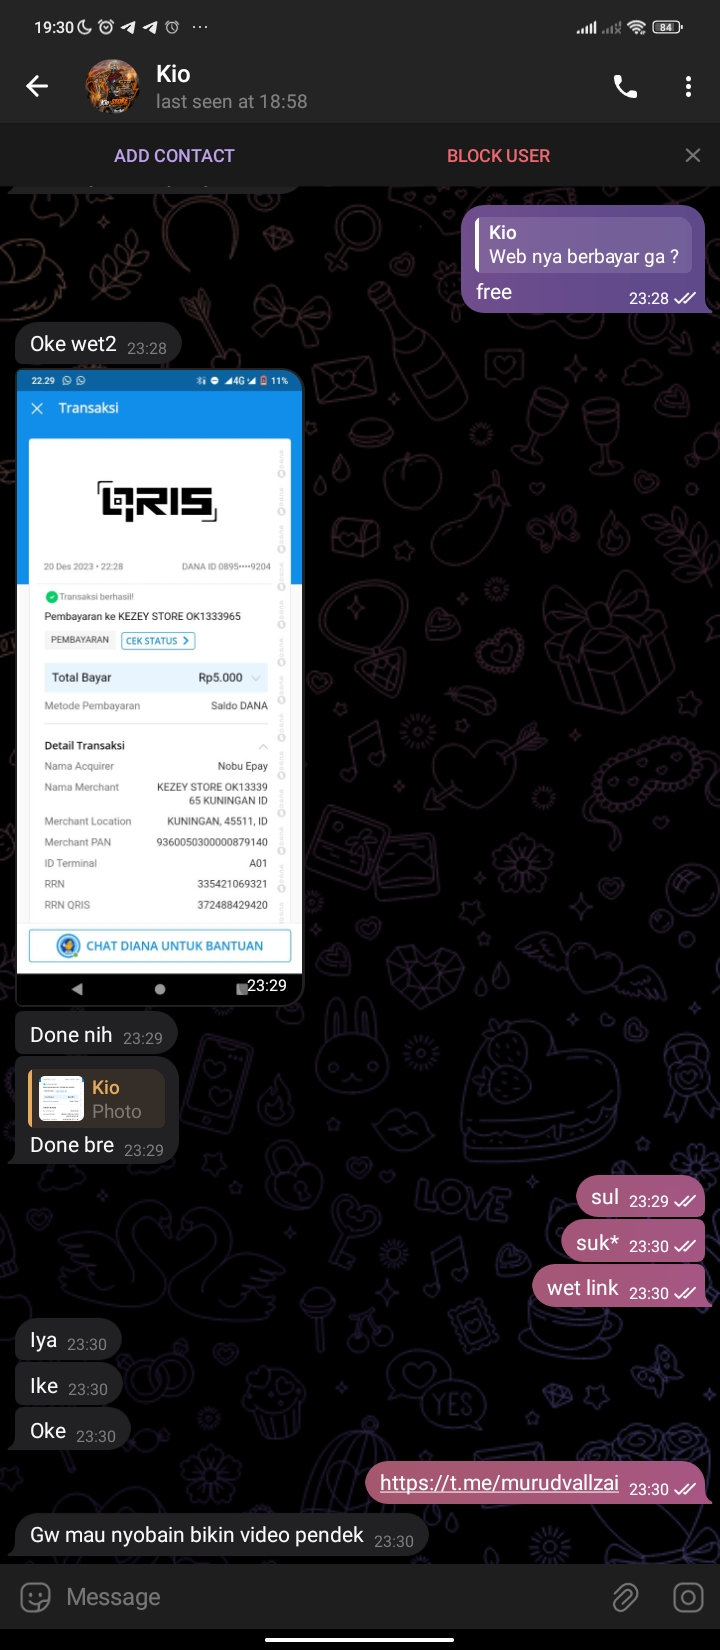 19:30
84
Kio
last seen at 18:58
ADD CONTACT
BLOCK USER
Kio
Web nya berbayar ga ?
free 23:28
Oke wet2 23:28
22.29
4G 11%
Transaksi
QRIS
20 Des 2023 • 22:28
DANA ID 0895••••9204
Transaksi berhasil!
Pembayaran ke KEZEY STORE OK1333965
PEMBAYARAN
CEK STATUS
Total Bayar Rp5.000
Metode Pembayaran Saldo DANA
Detail Transaksi
Nama Acquirer Nobu Epay
Nama Merchant KEZEY STORE OK13339
65 KUNINGAN ID
Merchant Location KUNINGAN, 45511, ID
Merchant PAN 9360050300000879140
ID Terminal A01
RRN 335421069321
RRN QRIS 372488429420
CHAT DIANA UNTUK BANTUAN
23:29
Done nih 23:29
Kio
Photo
Done bre 23:29
sul 23:29
suk* 23:30
wet link 23:30
LOVE
Iya 23:30
Ike 23:30
Oke 23:30
YES
https://t.me/murudvallzai 23:30
Gw mau nyobain bikin video pendek 23:30
Message